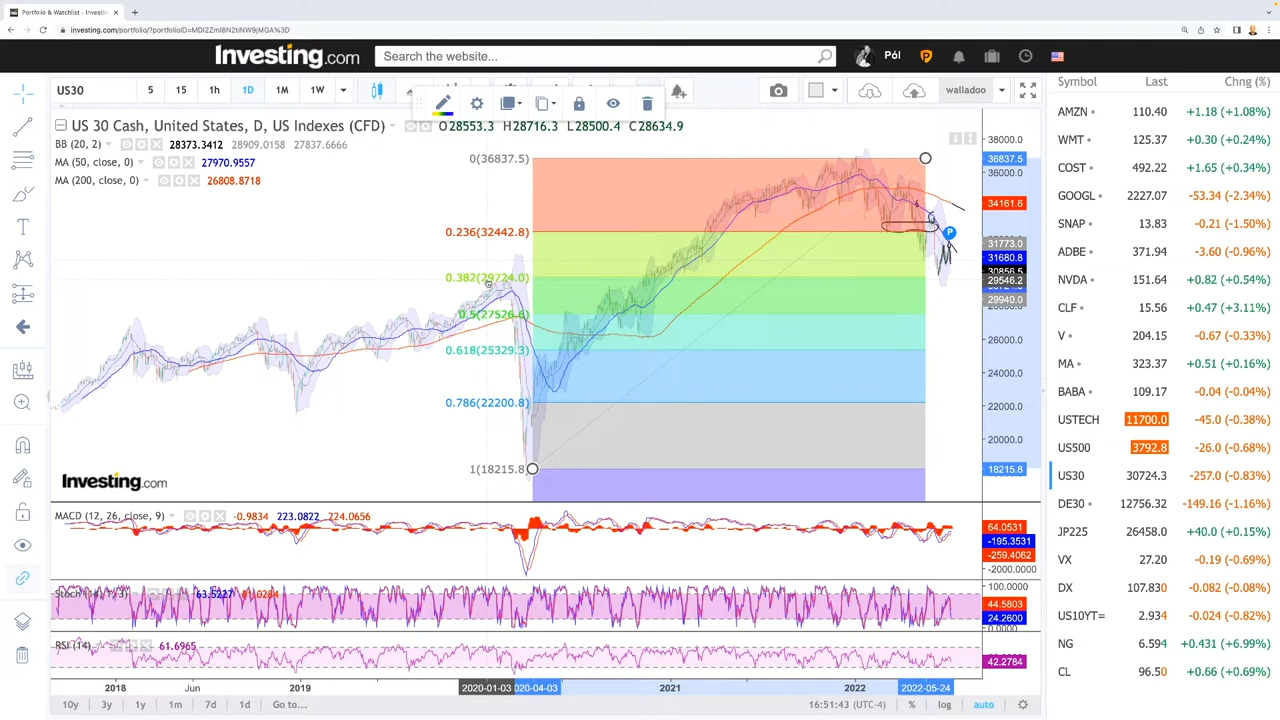 Portfolio & Watchlist - Investin
investing.com/portfolio/?portfolioID=MDI2ZmI8N2tiNW9jMGA%3D
Investing.com Search the website... Pól
US30 5 15 1h 1D 1M 1W walladoo
US 30 Cash, United States, D, US Indexes (CFD) O28553.3 H28716.3 L28500.4 C28634.9
BB (20, 2) 28373.3412 28909.0158 27837.6666
MA (50, close, 0) 27970.9557
MA (200, close, 0) 26808.8718
0(36837.5)
0.236(32442.8)
0.382(29724.0)
0.5(27526.6)
0.618(25329.3)
0.786(22200.8)
1(18215.8)
P
38000.0
36837.5
36000.0
34161.6
31773.0
31680.8
30856.5
29546.2
29940.0
26000.0
24000.0
22000.0
20000.0
18215.8
Investing.com
MACD (12, 26, close, 9) -0.9834 223.0822 224.0656
64.0531
-195.3531
-259.4062
-2000.0000
63.5227 81.0284
100.0000
44.5803
24.2600
0.0000
RSI (14) 61.6965
42.2784
2018 Jun 2019 2020-01-03 020-04-03 2021 2022 2022-05-24
10y 3y 1y 1m 7d 1d Go to... 16:51:43 (UTC-4) % log auto
Symbol Last Chng (%)
AMZN 110.40 +1.18 (+1.08%)
WMT 125.37 +0.30 (+0.24%)
COST 492.22 +1.65 (+0.34%)
GOOGL 2227.07 -53.34 (-2.34%)
SNAP 13.83 -0.21 (-1.50%)
ADBE 371.94 -3.60 (-0.96%)
NVDA 151.64 +0.82 (+0.54%)
CLF 15.56 +0.47 (+3.11%)
V 204.15 -0.67 (-0.33%)
MA 323.37 +0.51 (+0.16%)
BABA 109.17 -0.04 (-0.04%)
USTECH 11700.0 -45.0 (-0.38%)
US500 3792.8 -26.0 (-0.68%)
US30 30724.3 -257.0 (-0.83%)
DE30 12756.32 -149.16 (-1.16%)
JP225 26458.0 +40.0 (+0.15%)
VX 27.20 -0.19 (-0.69%)
DX 107.830 -0.082 (-0.08%)
US10YT= 2.934 -0.024 (-0.82%)
NG 6.594 +0.431 (+6.99%)
CL 96.50 +0.66 (+0.69%)